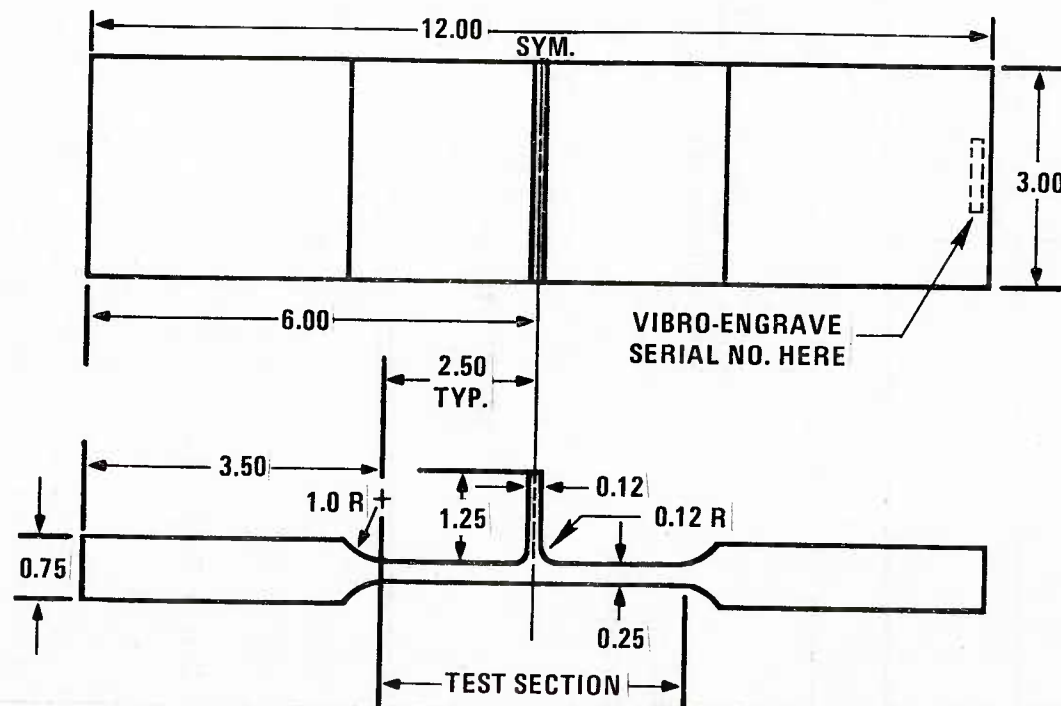 12.00
SYM.
3.00
6.00
VIBRO-ENGRAVE
SERIAL NO. HERE
2.50
TYP.
3.50
1.0 R
1.25
0.12
0.12 R
0.75
0.25
TEST SECTION